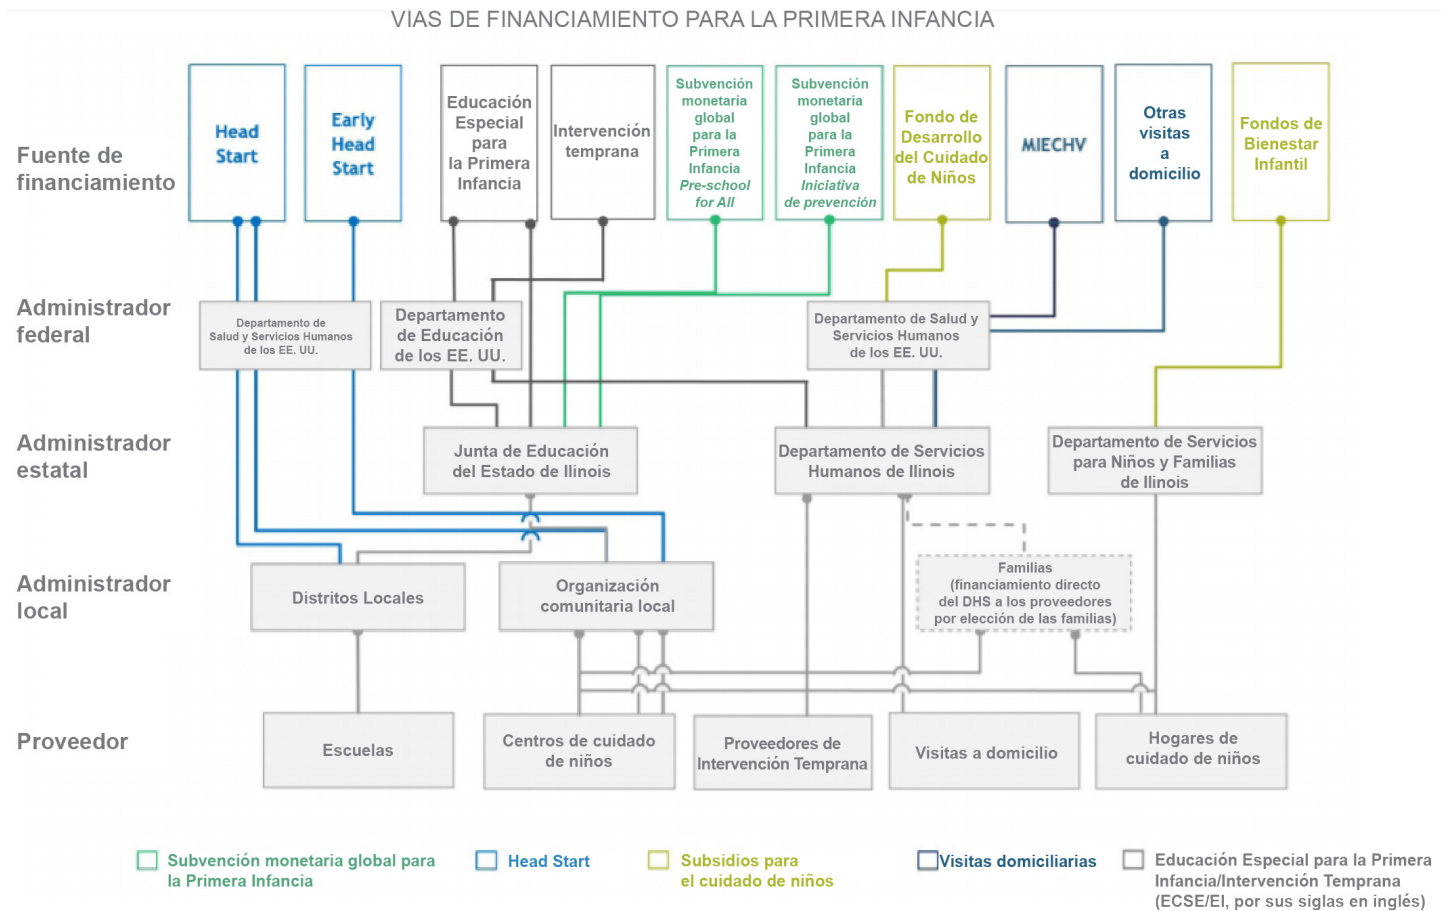 VÍAS DE FINANCIAMIENTO PARA LA PRIMERA INFANCIA
Fuente de
financiamiento
Head
Start
Early
Head
Start
Educación
Especial
para
la Primera
Infancia
Intervención
temprana
Subvención
monetaria
global
para la
Primera
Infancia
Pre-school
for All
Subvención
monetaria
global
para la
Primera
Infancia
Iniciativa
de prevención
Fondo de
Desarrollo
del Cuidado
de Niños
MIECHV
Otras
visitas
a
domicilio
Fondos de
Bienestar
Infantil
Administrador
federal
Departamento de
Salud y Servicios Humanos
de los EE. UU.
Departamento
de Educación
de los EE. UU.
Departamento de Salud y
Servicios Humanos
de los EE. UU.
Administrador
estatal
Junta de Educación
del Estado de Ilinois
Departamento de Servicios
Humanos de Ilinois
Departamento de Servicios
para Niños y Familias
de Ilinois
Administrador
local
Distritos Locales
Organización
comunitaria local
Familias
(financiamiento directo
del DHS a los proveedores
por elección de las familias)
Proveedor
Escuelas
Centros de cuidado
de niños
Proveedores de
Intervención Temprana
Visitas a domicilio
Hogares de
cuidado de niños
Subvención monetaria global para
la Primera Infancia
Head Start
Subsidios para
el cuidado de niños
Visitas domiciliarias
Educación Especial para la Primera
Infancia/Intervención Temprana
(ECSE/EI, por sus siglas en inglés)